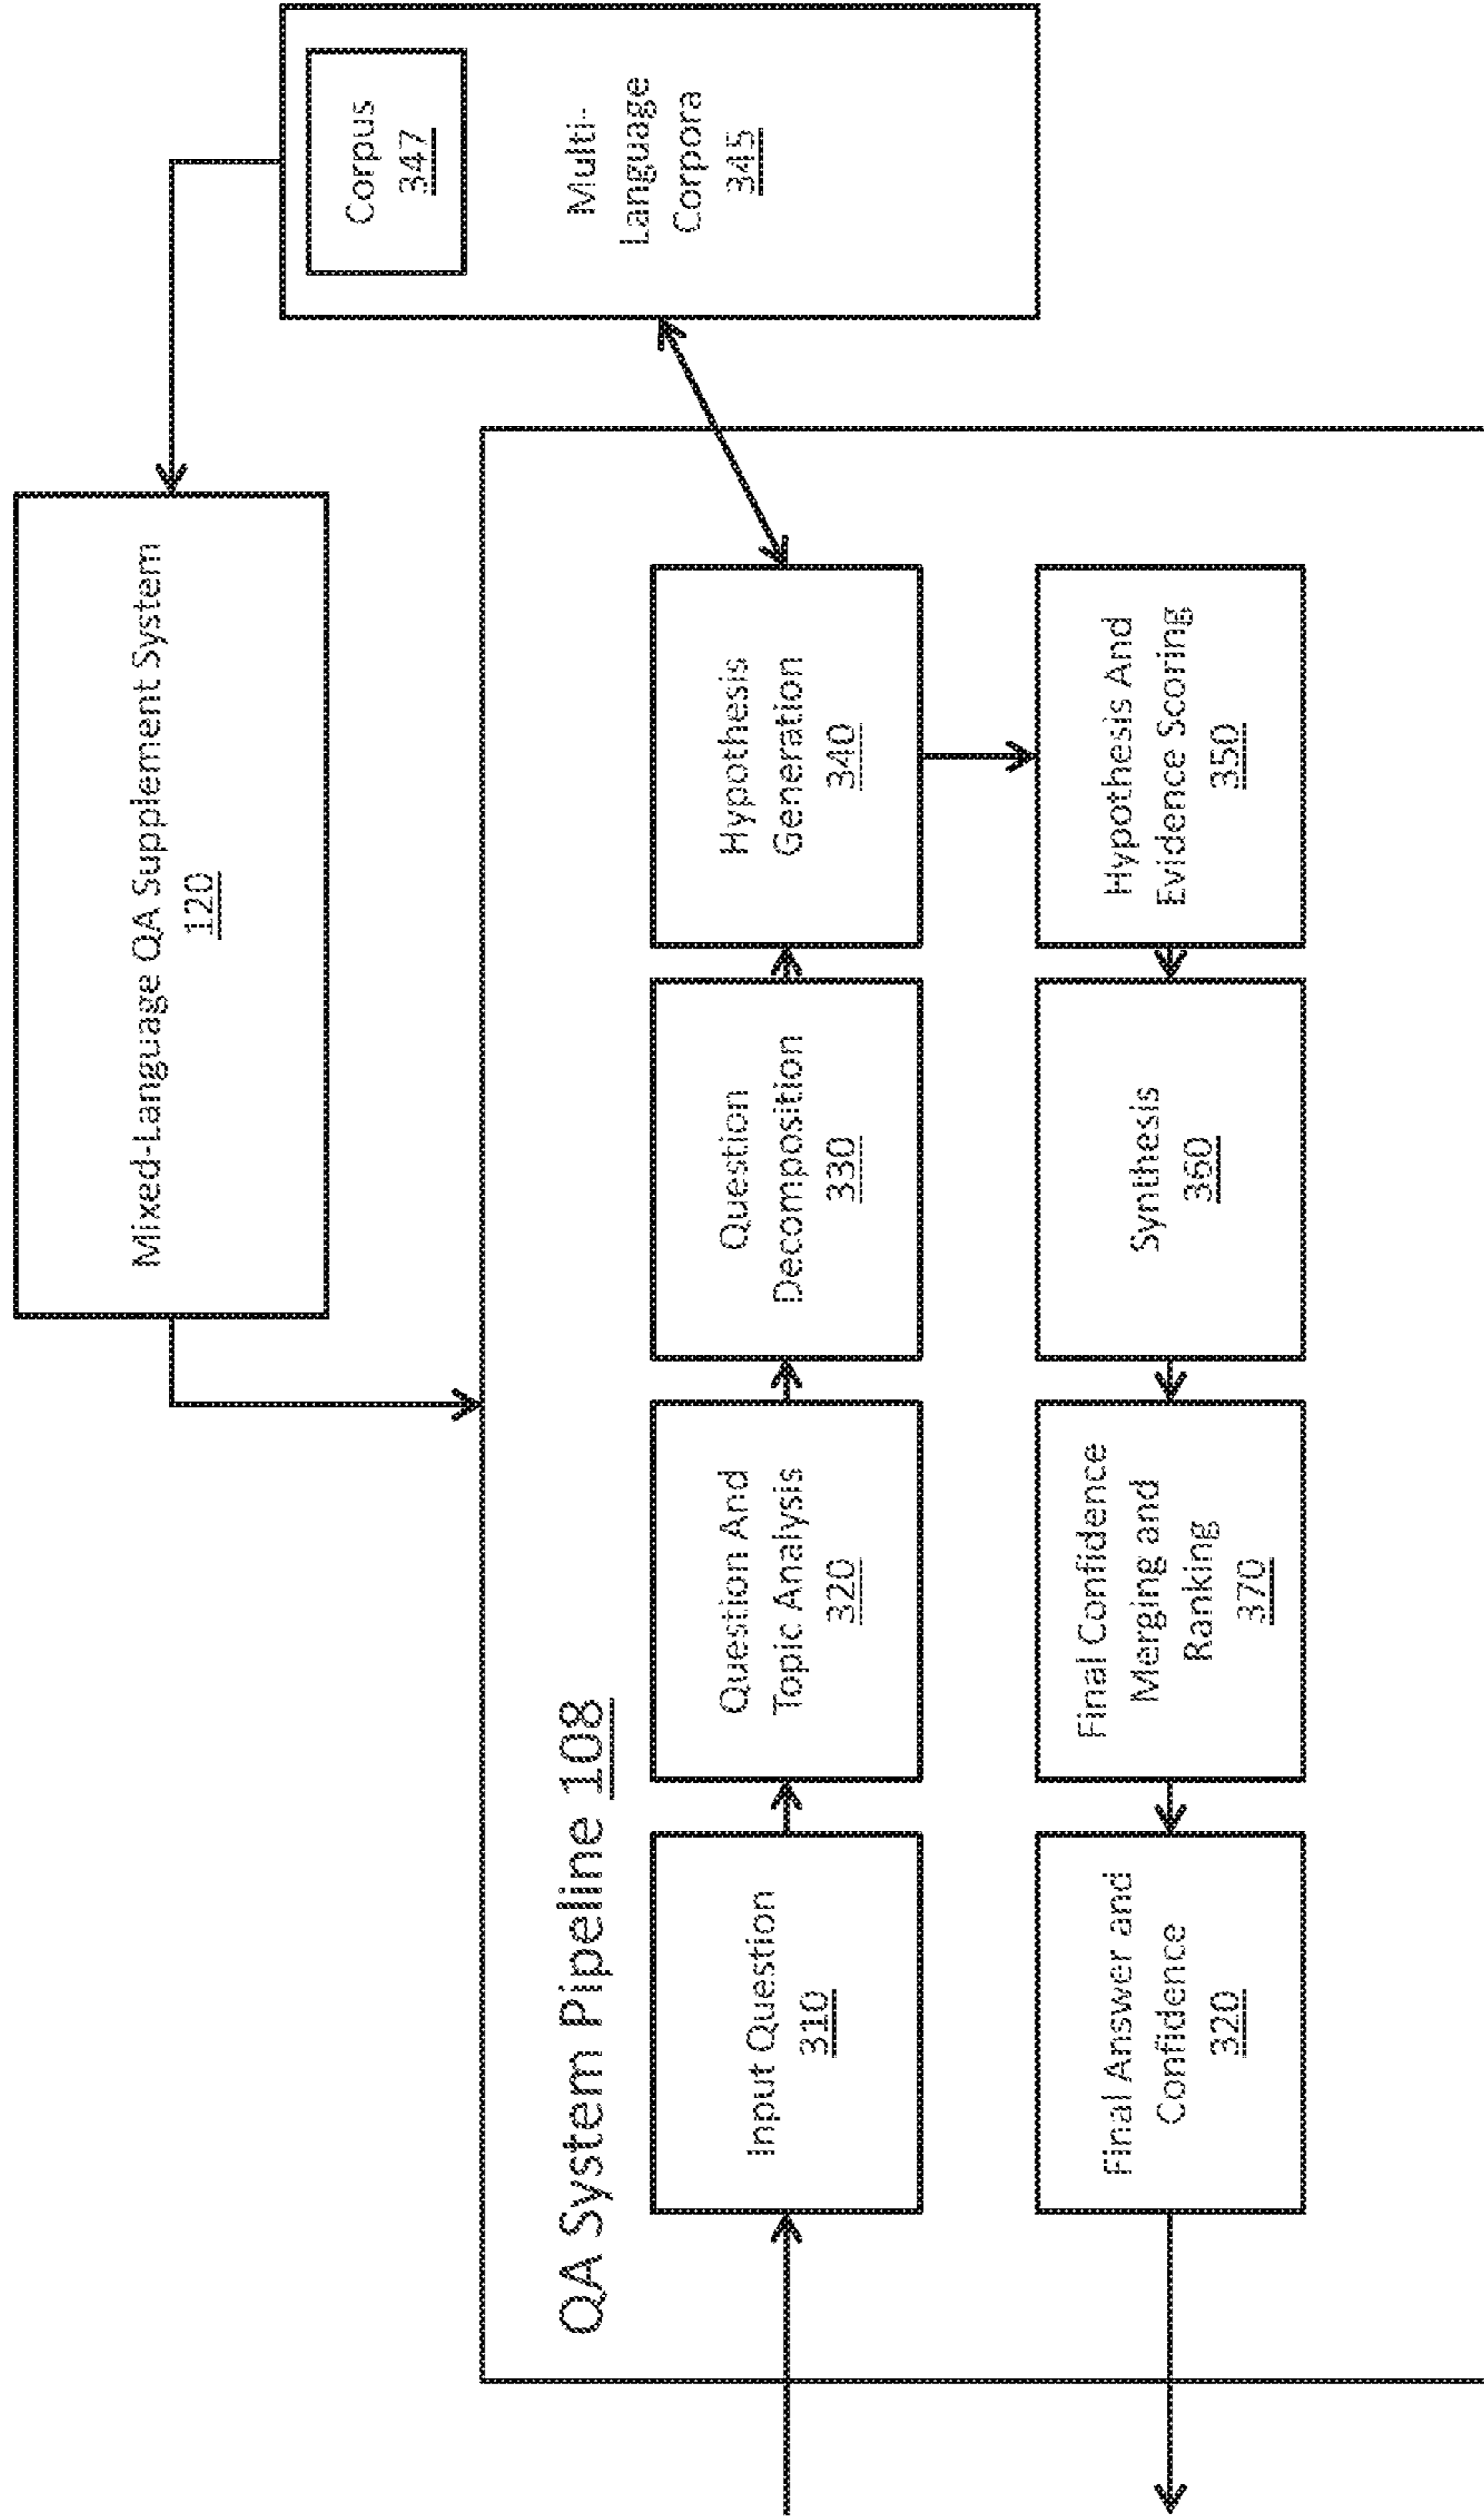 Mixed-Language QA Supplement System
120
Corpus
347
Multi-
Language
Corpora
345
QA System Pipeline 108
Input Question
310
Question And
Topic Analysis
320
Question
Decomposition
330
Hypothesis
Generation
340
Final Answer and
Confidence
320
Final Confidence
Merging and
Ranking
370
Synthesis
360
Hypothesis And
Evidence Scoring
350